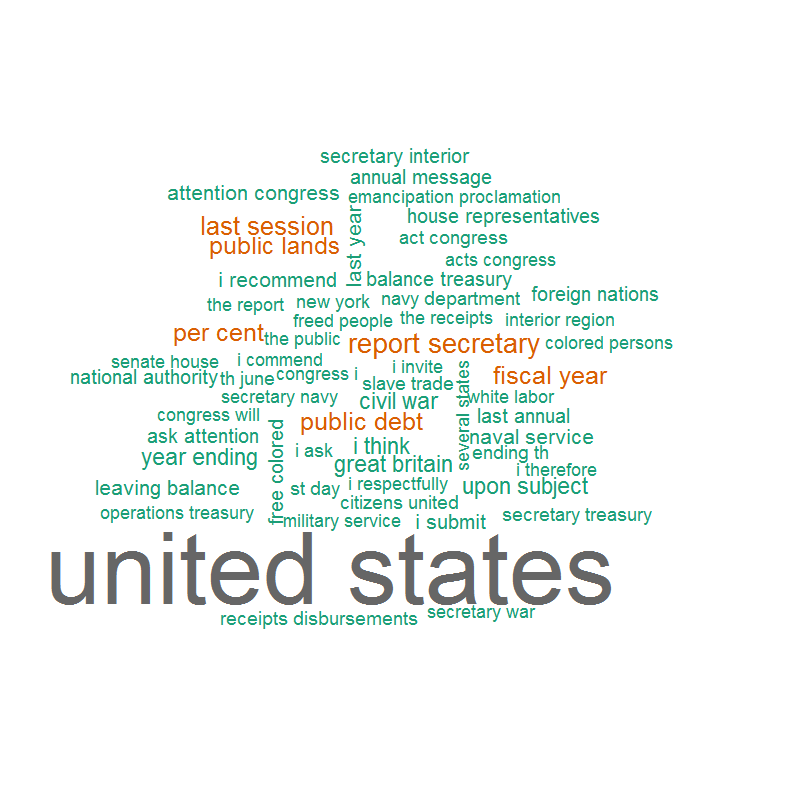 secretary interior
annual message
attention congress
emancipation proclamation
last year
house representatives
last session
public lands
act congress
acts congress
i recommend
balance treasury
foreign nations
the report
new york
navy department
freed people
the receipts
interior region
per cent
the public
report secretary
colored persons
senate house
i commend
i invite
national authority
th june
congress i
slave trade
several states
fiscal year
secretary navy
civil war
white labor
congress will
public debt
last annual
ask attention
free colored
i ask
i think
naval service
year ending
great britain
ending th
i therefore
leaving balance
st day
i respectfully
upon subject
citizens united
operations treasury
military service
i submit
secretary treasury
united states
receipts disbursements
secretary war